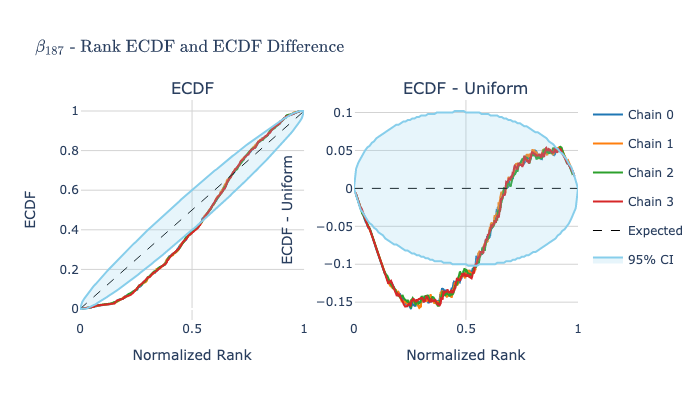 β187 - Rank ECDF and ECDF Difference
ECDF
ECDF - Uniform
ECDF
1
0.8
0.6
0.4
0.2
0
0
0.5
1
Normalized Rank
ECDF - Uniform
0.1
0.05
0
−0.05
−0.1
−0.15
0
0.5
1
Normalized Rank
Chain 0
Chain 1
Chain 2
Chain 3
Expected
95% CI